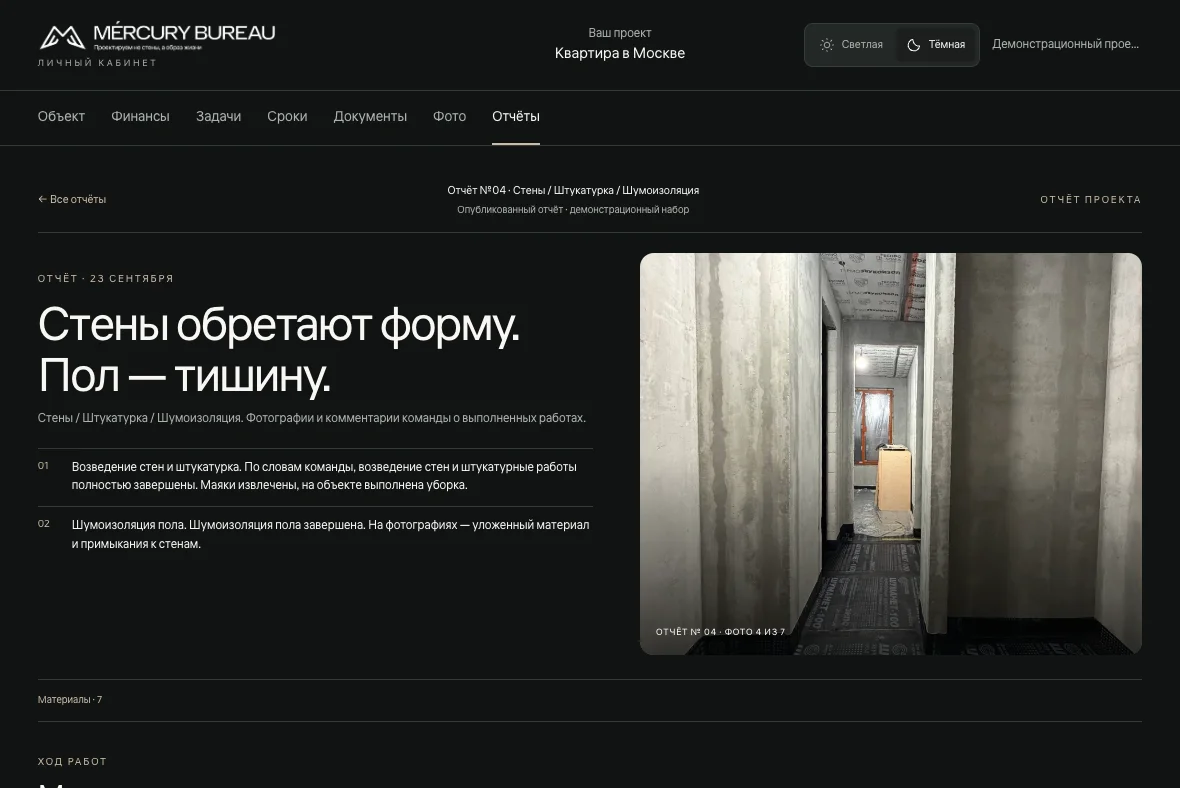 MÉRCURY BUREAU
Проектируем не стены, а образ жизни
ЛИЧНЫЙ КАБИНЕТ
Ваш проект
Квартира в Москве
Светлая
Тёмная
Демонстрационный прое...
Объект
Финансы
Задачи
Сроки
Документы
Фото
Отчёты
← Все отчёты
Отчёт №04 · Стены / Штукатурка / Шумоизоляция
Опубликованный отчёт · демонстрационный набор
ОТЧЁТ ПРОЕКТА
ОТЧЁТ · 23 СЕНТЯБРЯ
Стены обретают форму.
Пол — тишину.
Стены / Штукатурка / Шумоизоляция. Фотографии и комментарии команды о выполненных работах.
01
Возведение стен и штукатурка. По словам команды, возведение стен и штукатурные работы
полностью завершены. Маяки извлечены, на объекте выполнена уборка.
02
Шумоизоляция пола. Шумоизоляция пола завершена. На фотографиях — уложенный материал
и примыкания к стенам.
ШУМАНЕТ 100
ОТЧЁТ № 04 · ФОТО 4 ИЗ 7
Материалы · 7
ХОД РАБОТ